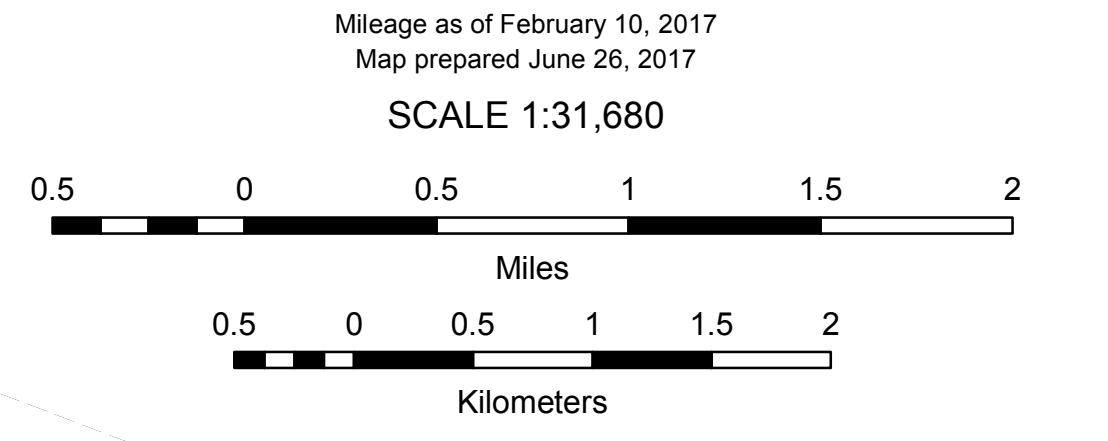 Mileage as of February 10, 2017
Map prepared June 26, 2017
SCALE 1:31,680
0.5 0 0.5 1 1.5 2
Miles
0.5 0 0.5 1 1.5 2
Kilometers